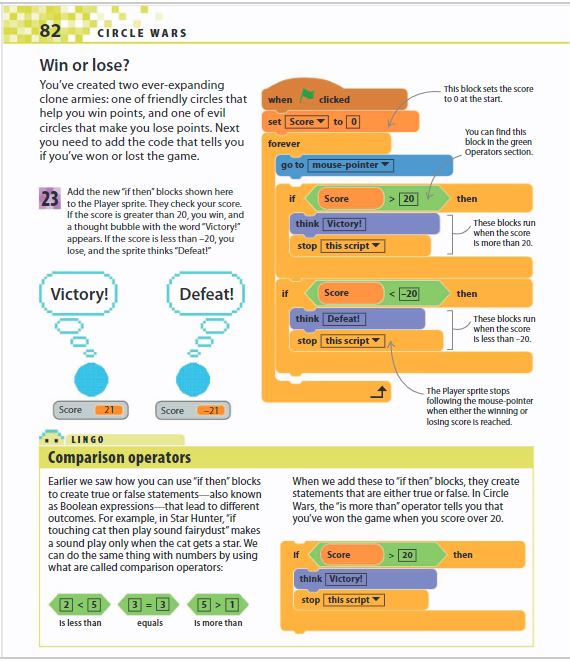 82 CIRCLE WARS
Win or lose?
You've created two ever-expanding
clone armies: one of friendly circles that
help you win points, and one of evil
circles that make you lose points. Next
you need to add the code that tells you
if you've won or lost the game.
23
Add the new "if then" blocks shown here
to the Player sprite. They check your score.
If the score is greater than 20, you win, and
a thought bubble with the word "Victory!"
appears. If the score is less than –20, you
lose, and the sprite thinks "Defeat!"
Victory!
Defeat!
Score 21
Score –21
when clicked
set Score to 0
forever
go to mouse-pointer
if Score > 20 then
think Victory!
stop this script
if Score < –20 then
think Defeat!
stop this script
This block sets the score
to 0 at the start.
You can find this
block in the green
Operators section.
These blocks run
when the score
is more than 20.
These blocks run
when the score
is less than –20.
The Player sprite stops
following the mouse-pointer
when either the winning or
losing score is reached.
LINGO
Comparison operators
Earlier we saw how you can use "if then" blocks
to create true or false statements—also known
as Boolean expressions—that lead to different
outcomes. For example, in Star Hunter, "if
touching cat then play sound fairydust" makes
a sound play only when the cat gets a star. We
can do the same thing with numbers by using
what are called comparison operators:
2 < 5
is less than
3 = 3
equals
5 > 1
is more than
When we add these to "if then" blocks, they create
statements that are either true or false. In Circle
Wars, the "is more than" operator tells you that
you've won the game when you score over 20.
if Score > 20 then
think Victory!
stop this script